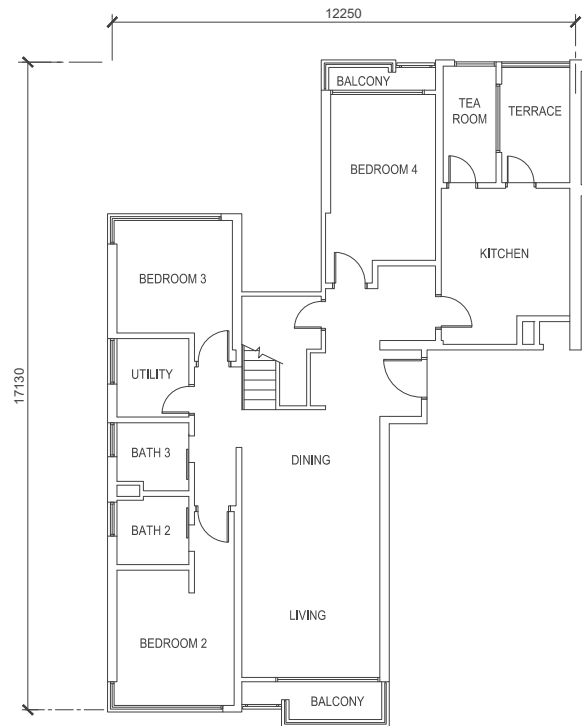 12250
BALCONY
TEA
ROOM
TERRACE
BEDROOM 4
KITCHEN
BEDROOM 3
17130
UTILITY
BATH 3
DINING
BATH 2
LIVING
BEDROOM 2
BALCONY